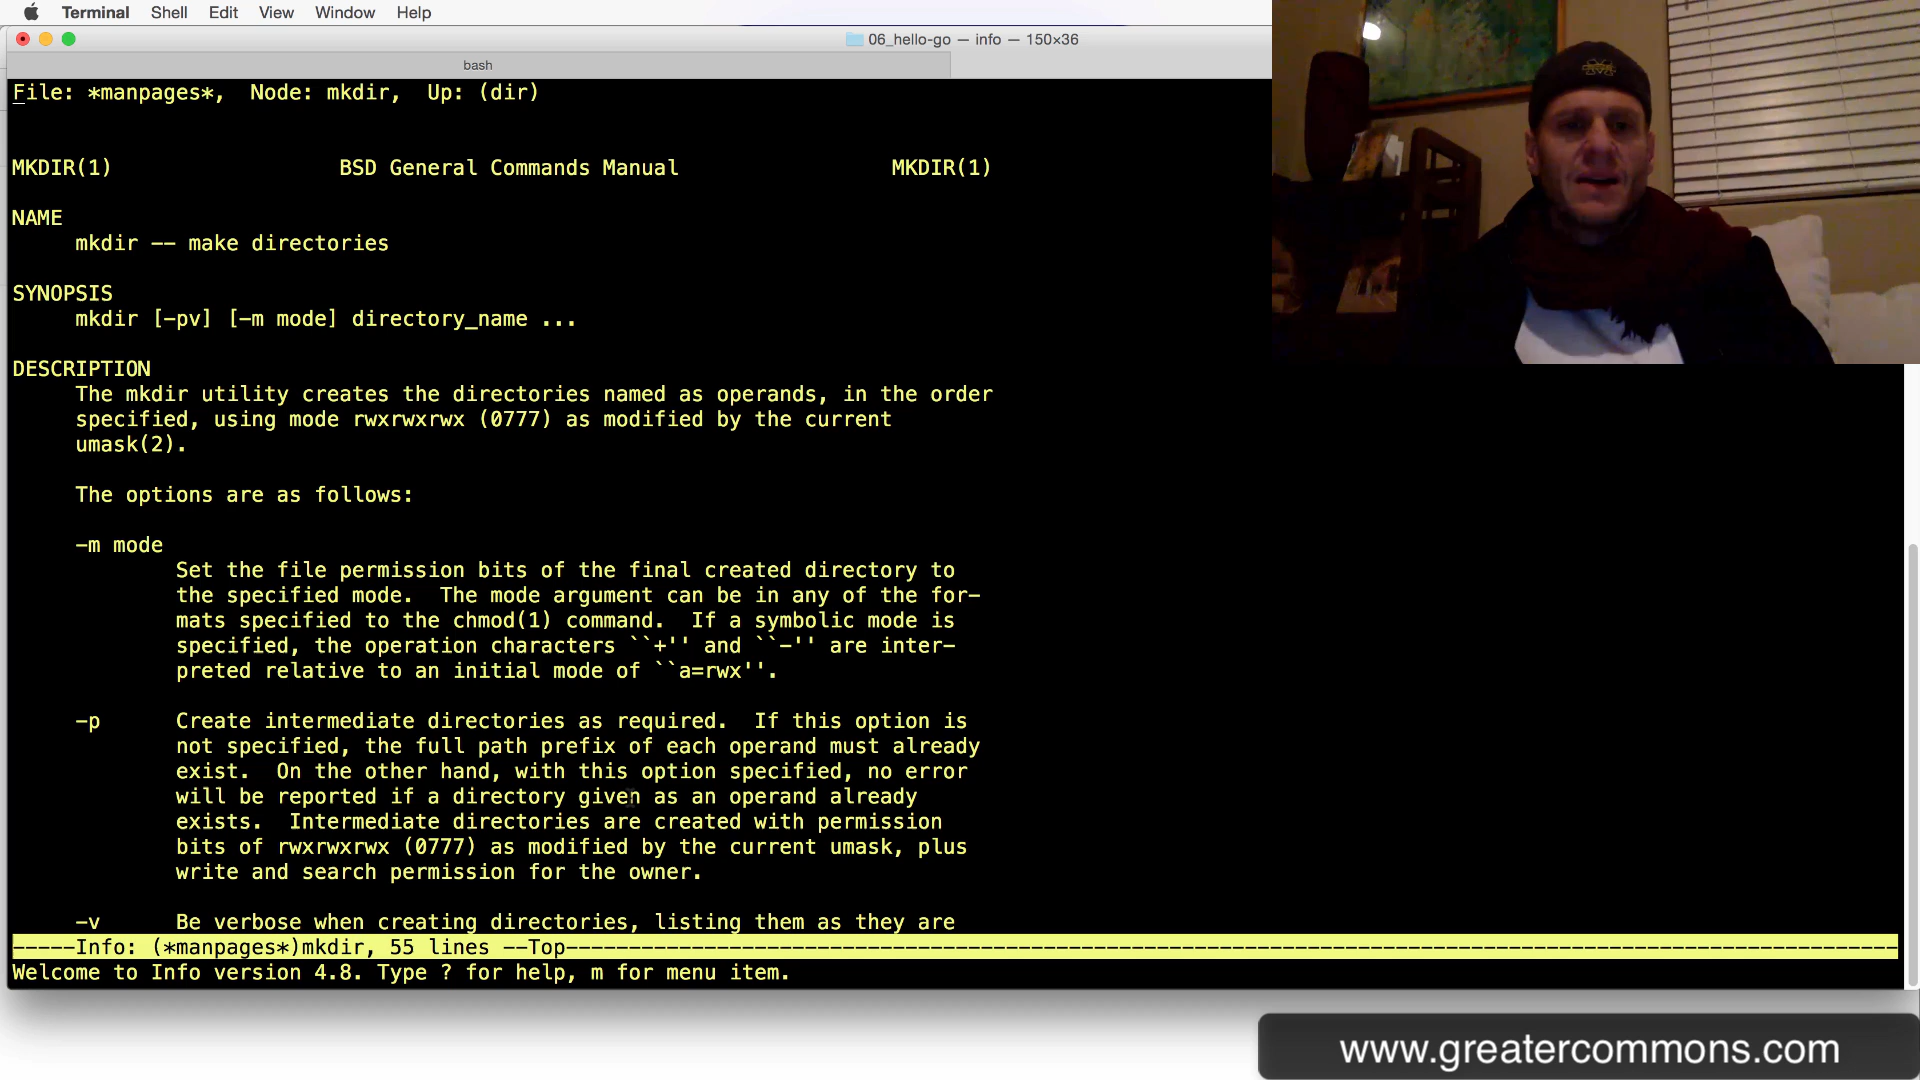 Terminal Shell Edit View Window Help
06_hello-go — info — 150×36
bash
File: *manpages*,  Node: mkdir,  Up: (dir)
MKDIR(1)                  BSD General Commands Manual                 MKDIR(1)
NAME
mkdir -- make directories
SYNOPSIS
mkdir [-pv] [-m mode] directory_name ...
DESCRIPTION
The mkdir utility creates the directories named as operands, in the order
specified, using mode rwxrwxrwx (0777) as modified by the current
umask(2).
The options are as follows:
-m mode
Set the file permission bits of the final created directory to
the specified mode.  The mode argument can be in any of the for-
mats specified to the chmod(1) command.  If a symbolic mode is
specified, the operation characters ``+'' and ``-'' are inter-
preted relative to an initial mode of ``a=rwx''.
-p      Create intermediate directories as required.  If this option is
not specified, the full path prefix of each operand must already
exist.  On the other hand, with this option specified, no error
will be reported if a directory given as an operand already
exists.  Intermediate directories are created with permission
bits of rwxrwxrwx (0777) as modified by the current umask, plus
write and search permission for the owner.
-v      Be verbose when creating directories, listing them as they are
-----Info: (*manpages*)mkdir, 55 lines --Top----------------------------------------------------------------------------------------------------------
Welcome to Info version 4.8. Type ? for help, m for menu item.
www.greatercommons.com